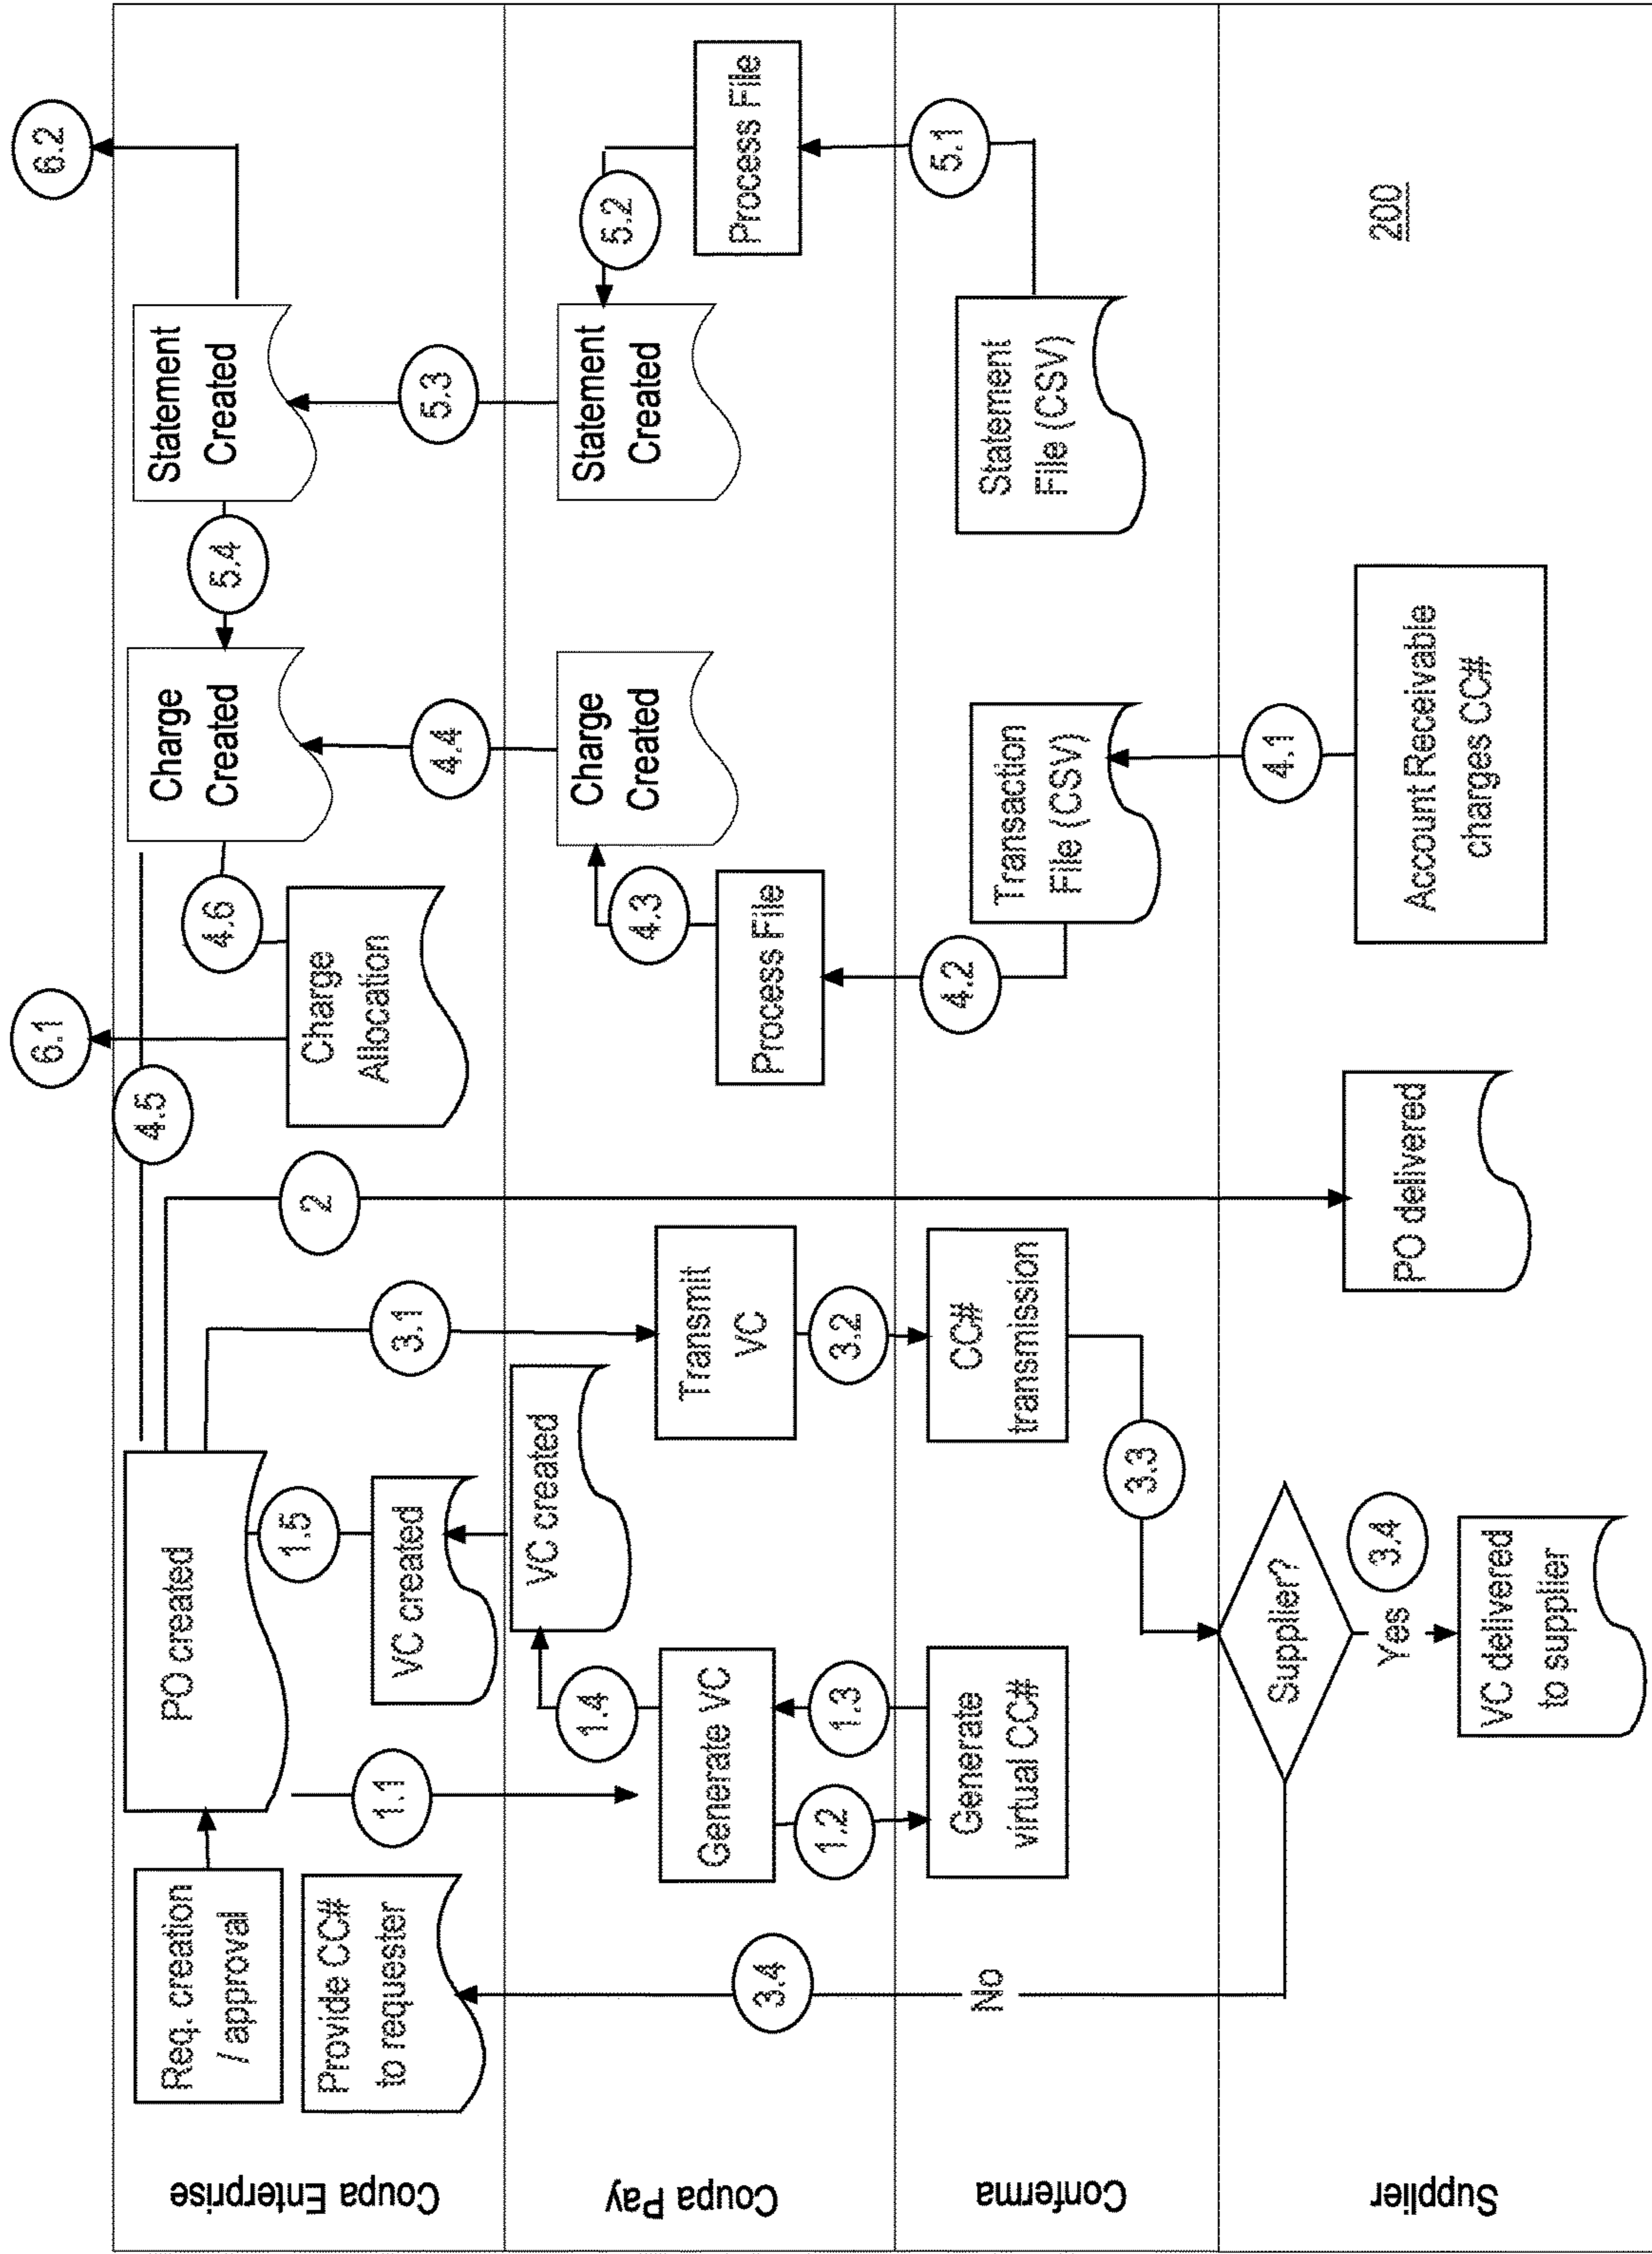 Coupa Enterprise
Req. creation
/ approval
Provide CC#
to requester
PO created
1.1
1.5
VC created
3.1
2
4.5
6.1
4.6
Charge
Allocation
Charge
Created
5.4
Statement
Created
6.2
4.4
5.3
Coupa Pay
3.4
Generate VC
1.2
1.3
1.4
VC created
Transmit
VC
3.2
Process File
4.3
Charge
Created
Statement
Created
5.2
Process File
Conferma
No
Generate
virtual CC#
CC#
transmission
3.3
4.2
Transaction
File (CSV)
Statement
File (CSV)
5.1
Supplier
Supplier?
Yes
3.4
VC delivered
to supplier
PO delivered
4.1
Account Receivable
charges CC#
200